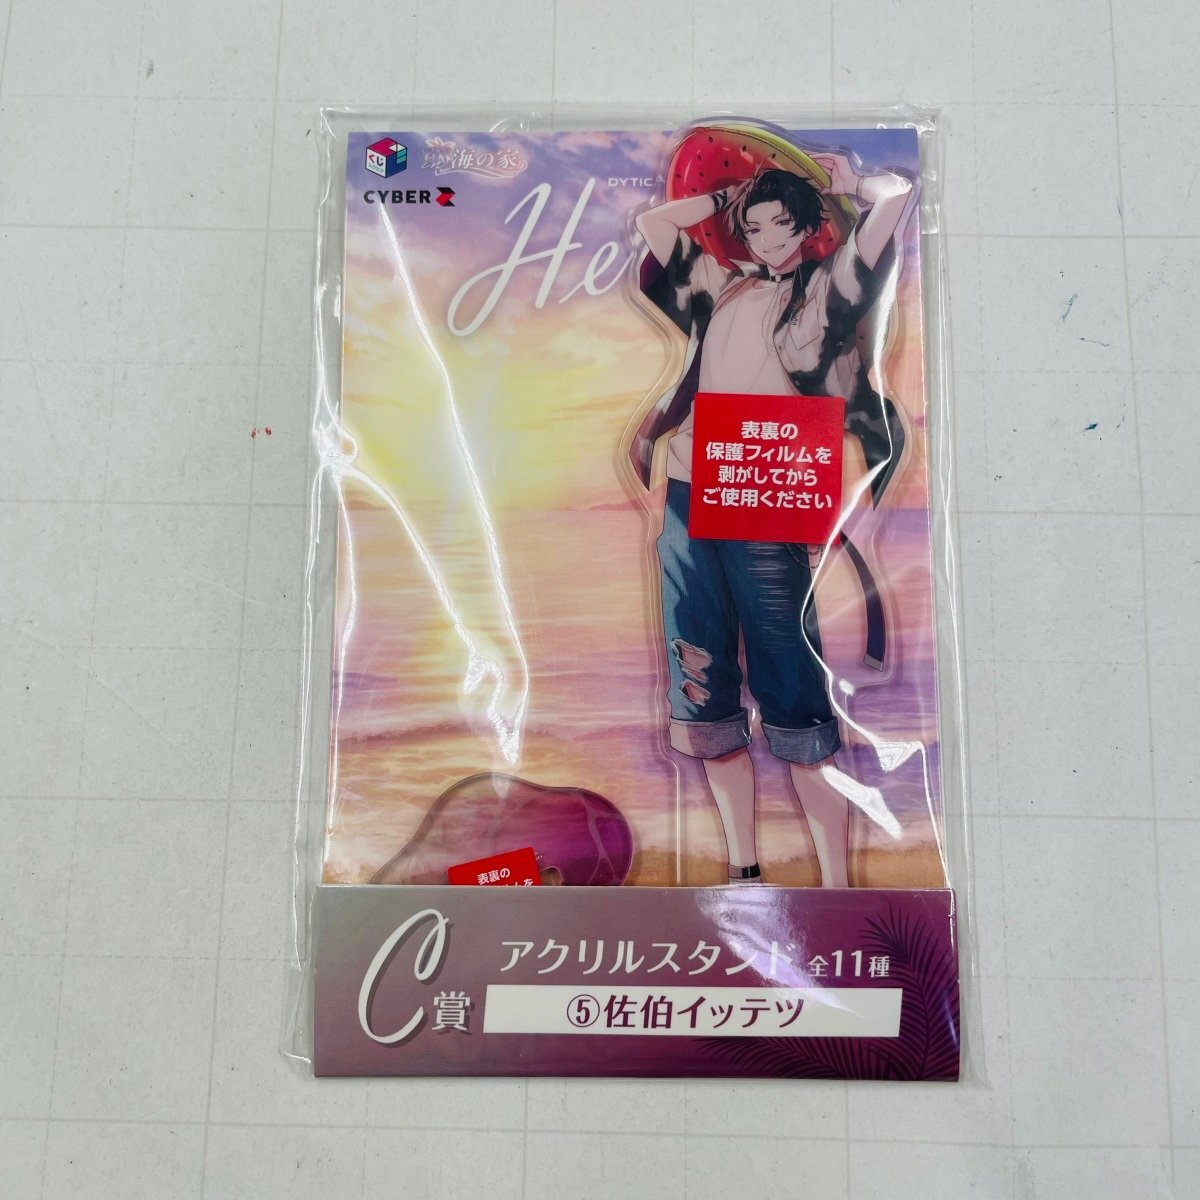 くじ
CYBER Z
海の家
DYTICA
He
表裏の
保護フィルムを
剥がしてから
ご使用ください
表裏の
C賞
アクリルスタンド 全11種
⑤佐伯イッテツ